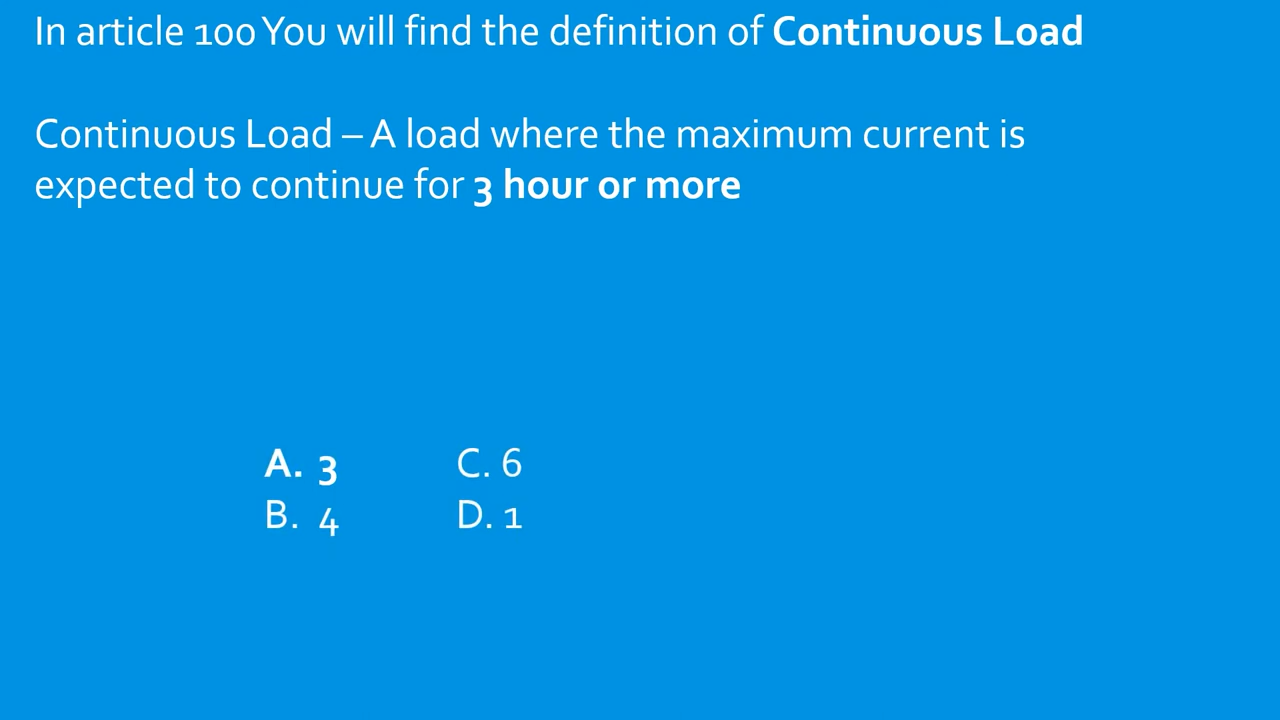 In article 100 You will find the definition of Continuous Load
Continuous Load – A load where the maximum current is
expected to continue for 3 hour or more
A. 3 C. 6
B. 4 D. 1